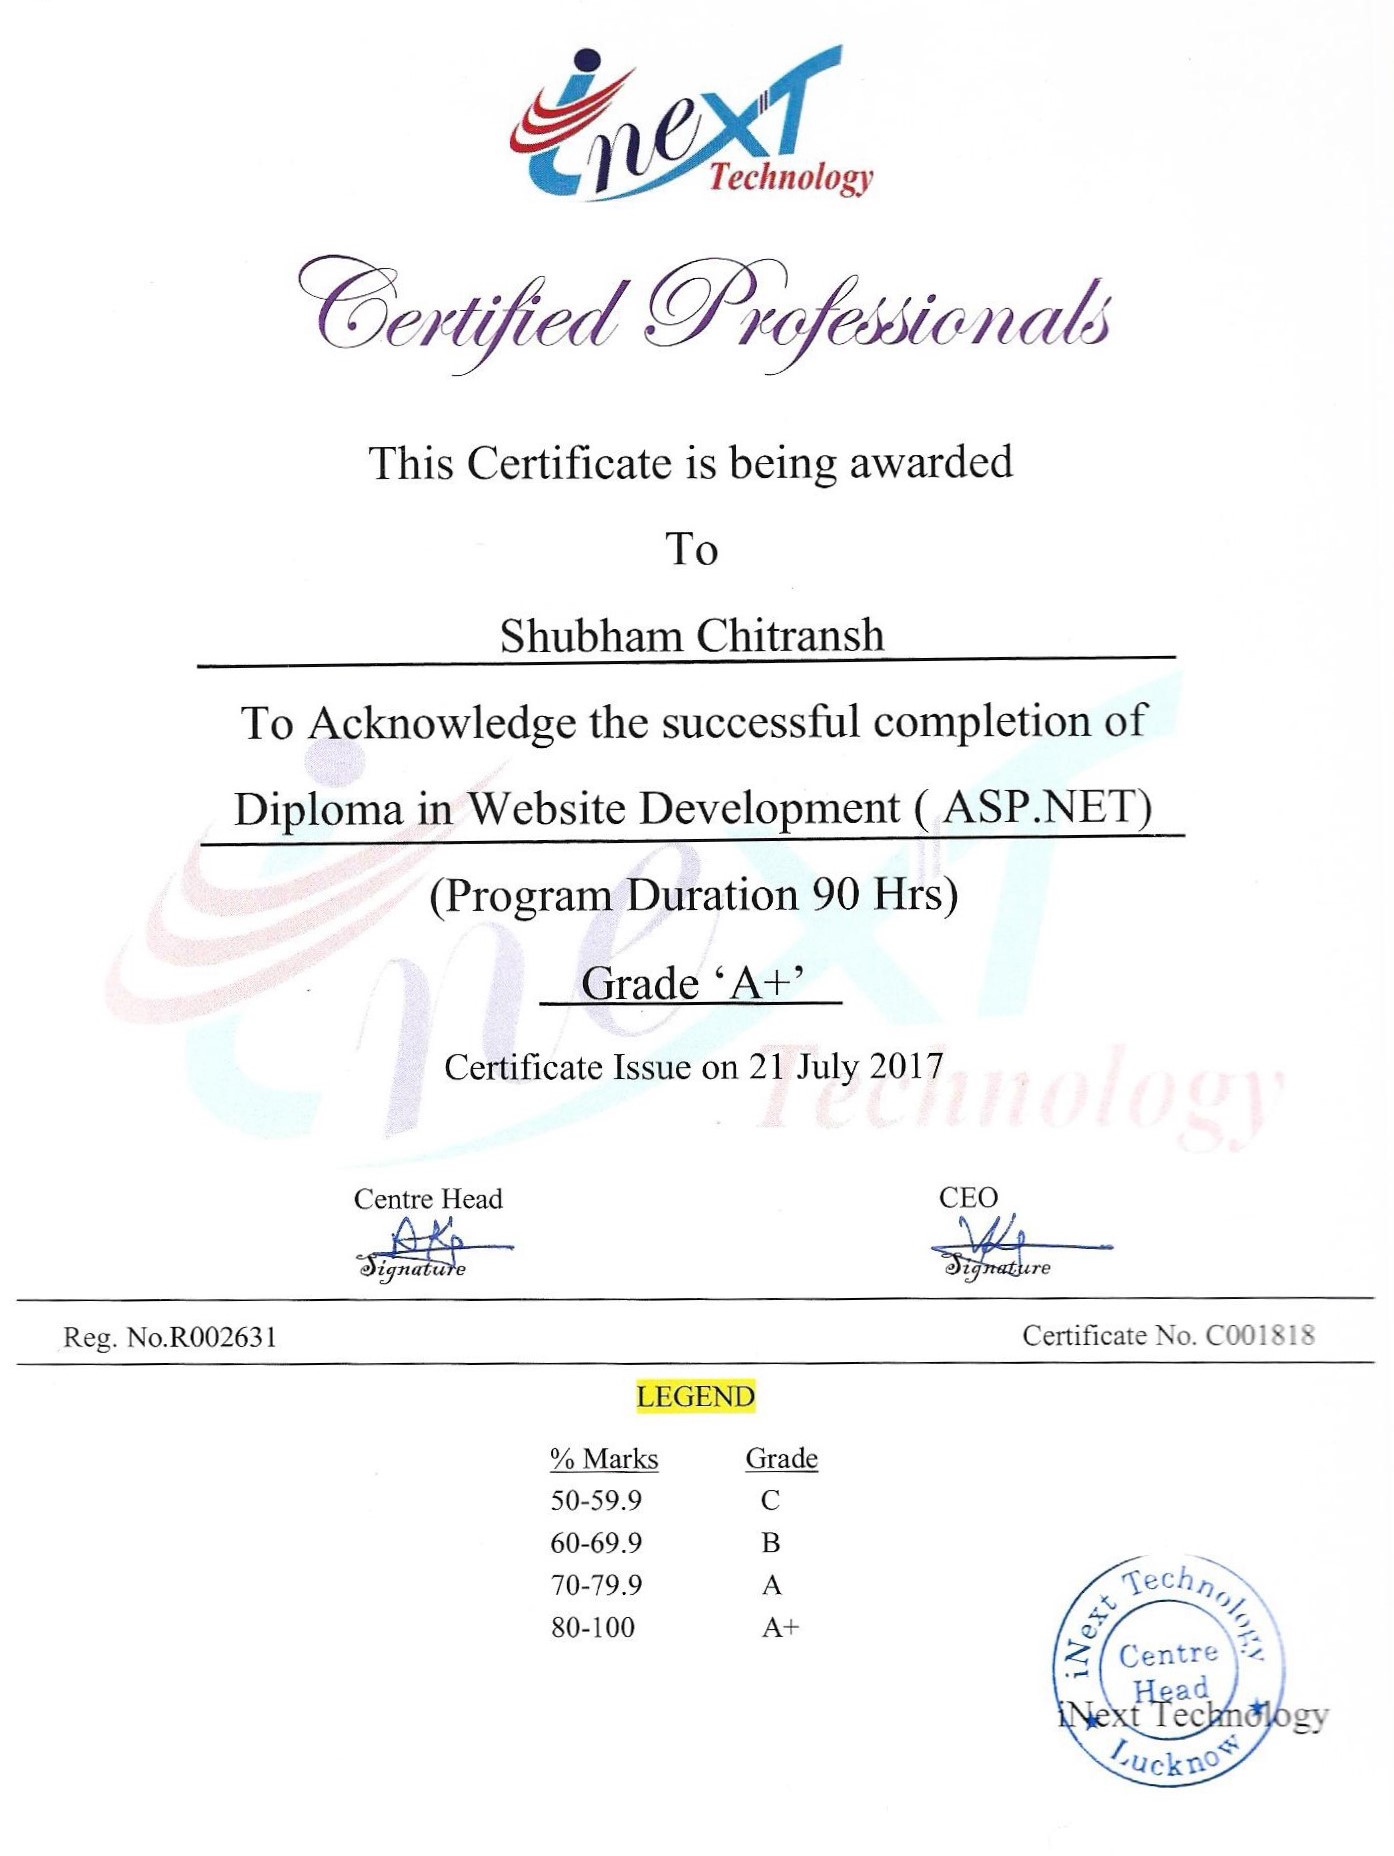 inexT
Technology
Certified Professionals
This Certificate is being awarded
To
Shubham Chitransh
To Acknowledge the successful completion of
Diploma in Website Development ( ASP.NET)
(Program Duration 90 Hrs)
Grade ‘A+’
Certificate Issue on 21 July 2017
inexT
Technology
Centre Head
CEO
Signature
Signature
Reg. No.R002631
Certificate No. C001818
LEGEND
% Marks Grade
50-59.9 C
60-69.9 B
70-79.9 A
80-100 A+
iNext Technology
Centre
Head
Lucknow
iNext Technology